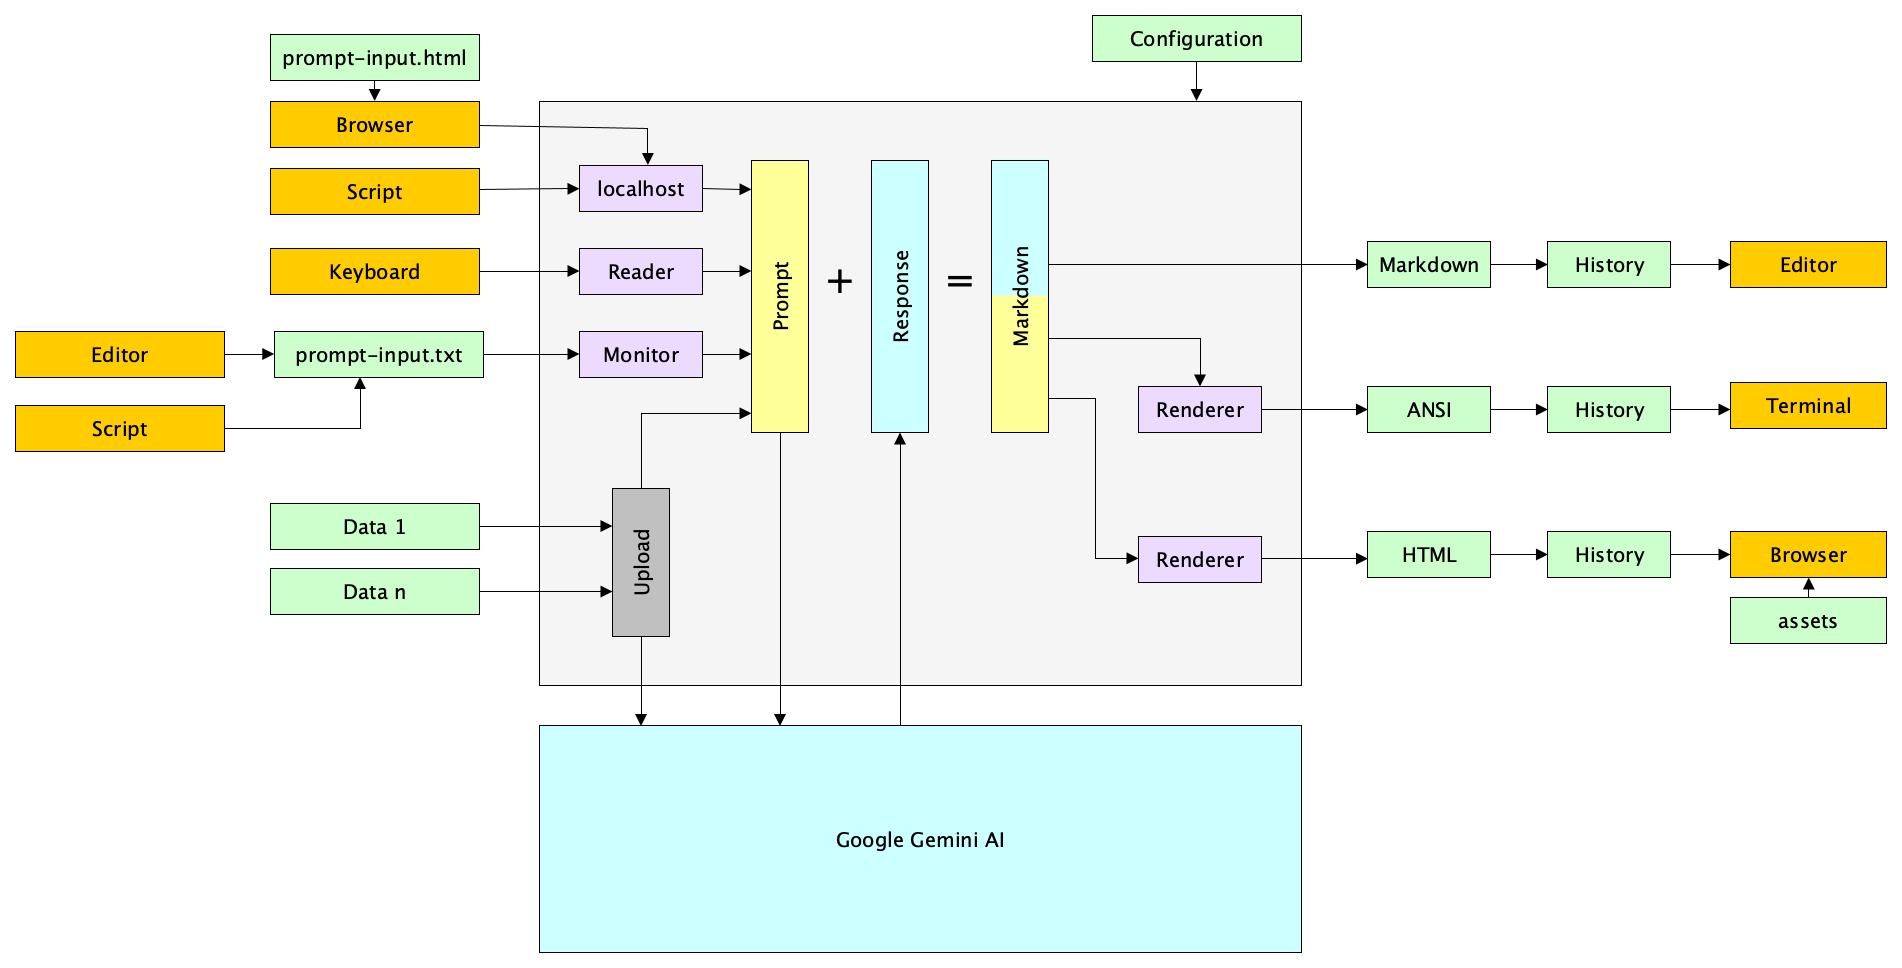 Configuration
prompt-input.html
Browser
Script
localhost
Keyboard
Reader
Editor
prompt-input.txt
Monitor
Script
Prompt
+
Response
=
Markdown
Markdown
History
Editor
Renderer
ANSI
History
Terminal
Data 1
Data n
Upload
Renderer
HTML
History
Browser
assets
Google Gemini AI